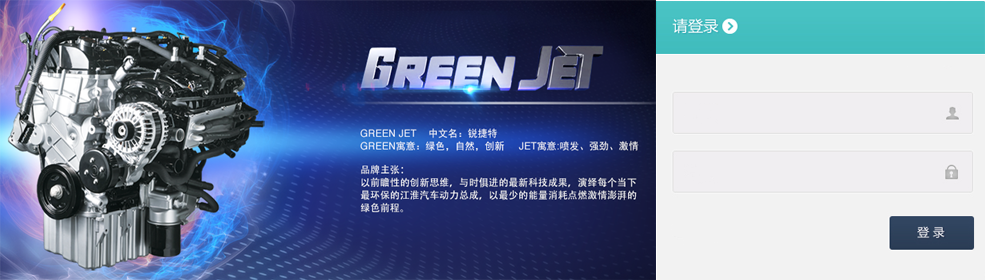 GREEN JET
GREEN JET 中文名：锐捷特
GREEN寓意：绿色，自然，创新 JET寓意:喷发、强劲、激情
品牌主张：
以前瞻性的创新思维，与时俱进的最新科技成果，演绎每个当下
最环保的江淮汽车动力总成，以最少的能量消耗点燃激情澎湃的
绿色前程。
请登录
登 录